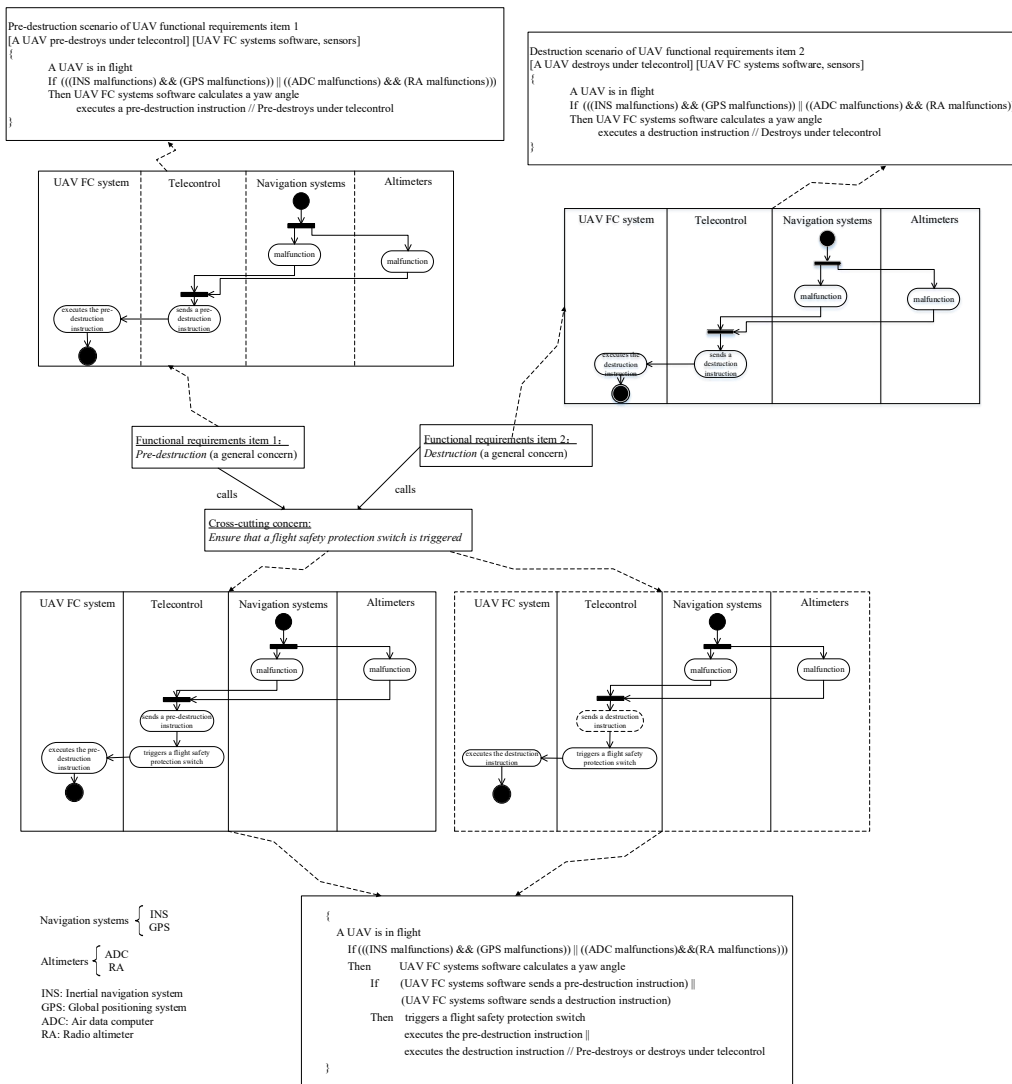 Pre-destruction scenario of UAV functional requirements item 1
[A UAV pre-destroys under telecontrol] [UAV FC systems software, sensors]
{
A UAV is in flight
If (((INS malfunctions) && (GPS malfunctions)) || ((ADC malfunctions) && (RA malfunctions)))
Then UAV FC systems software calculates a yaw angle
executes a pre-destruction instruction // Pre-destroys under telecontrol
}
Destruction scenario of UAV functional requirements item 2
[A UAV destroys under telecontrol] [UAV FC systems software, sensors]
{
A UAV is in flight
If (((INS malfunctions) && (GPS malfunctions)) || ((ADC malfunctions) && (RA malfunctions)
Then UAV FC systems software calculates a yaw angle
executes a destruction instruction // Destroys under telecontrol
}
UAV FC system
Telecontrol
Navigation systems
Altimeters
malfunction
malfunction
executes the pre-
destruction
instruction
sends a pre-
destruction
instruction
UAV FC system
Telecontrol
Navigation systems
Altimeters
malfunction
malfunction
executes the
destruction
instruction
sends a
destruction
instruction
Functional requirements item 1:
Pre-destruction (a general concern)
Functional requirements item 2:
Destruction (a general concern)
calls
calls
Cross-cutting concern:
Ensure that a flight safety protection switch is triggered
UAV FC system
Telecontrol
Navigation systems
Altimeters
malfunction
malfunction
sends a pre-destruction
instruction
executes the pre-
destruction
instruction
triggers a flight safety
protection switch
UAV FC system
Telecontrol
Navigation systems
Altimeters
malfunction
malfunction
sends a destruction
instruction
executes the destruction
instruction
triggers a flight safety
protection switch
Navigation systems {
INS
GPS
Altimeters {
ADC
RA
INS: Inertial navigation system
GPS: Global positioning system
ADC: Air data computer
RA: Radio altimeter
{
A UAV is in flight
If (((INS malfunctions) && (GPS malfunctions)) || ((ADC malfunctions)&&(RA malfunctions)))
Then UAV FC systems software calculates a yaw angle
If (UAV FC systems software sends a pre-destruction instruction) ||
(UAV FC systems software sends a destruction instruction)
Then triggers a flight safety protection switch
executes the pre-destruction instruction ||
executes the destruction instruction // Pre-destroys or destroys under telecontrol
}